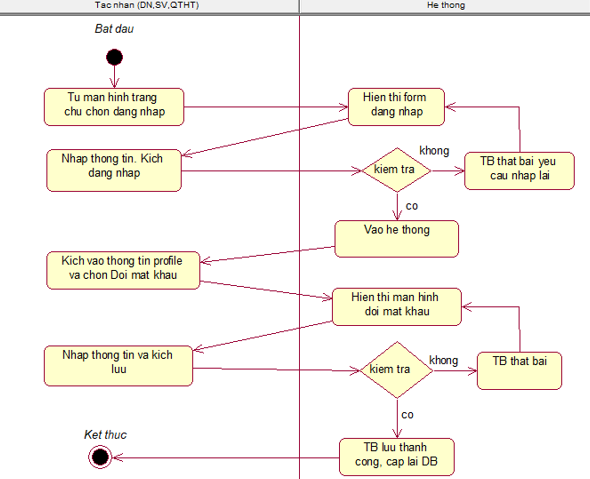 Tac nhan (DN,SV,QTHT)
He thong
Bat dau
Tu man hinh trang
chu chon dang nhap
Hien thi form
dang nhap
Nhap thong tin. Kich
dang nhap
kiem tra
khong
TB that bai yeu
cau nhap lai
co
Vao he thong
Kich vao thong tin profile
va chon Doi mat khau
Hien thi man hinh
doi mat khau
Nhap thong tin va kich
luu
kiem tra
khong
TB that bai
co
Ket thuc
TB luu thanh
cong, cap lai DB